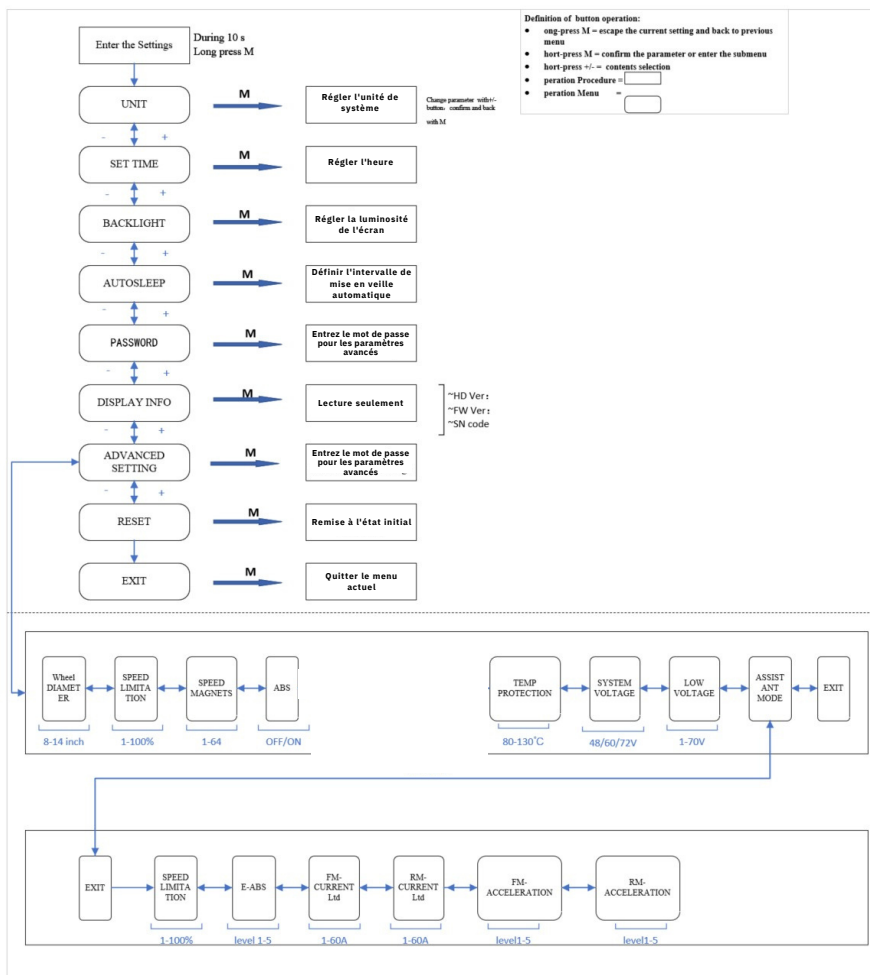 Enter the Settings
During 10 s
Long press M
Definition of button operation:
• ong-press M = escape the current setting and back to previous
menu
• hort-press M = confirm the parameter or enter the submenu
• hort-press +/- = contents selection
• peration Procedure =
• peration Menu =
UNIT
M
Régler l'unité de
système
Change parameter with+/-
button; confirm and back
with M
- +
SET TIME
M
Régler l'heure
- +
BACKLIGHT
M
Régler la luminosité
de l'écran
- +
AUTOSLEEP
M
Définir l'intervalle de
mise en veille
automatique
- +
PASSWORD
M
Entrez le mot de passe
pour les paramètres
avancés
- +
DISPLAY INFO
M
Lecture seulement
~HD Ver:
~FW Ver:
~SN code
- +
ADVANCED
SETTING
M
Entrez le mot de passe
pour les paramètres
avancés ~
- +
RESET
M
Remise à l'état initial
EXIT
M
Quitter le menu
actuel
Wheel
DIAMET
ER
SPEED
LIMITA
TION
SPEED
MAGNETS
ABS
TEMP
PROTECTION
SYSTEM
VOLTAGE
LOW
VOLTAGE
ASSIST
ANT
MODE
EXIT
8-14 inch
1-100%
1-64
OFF/ON
80-130℃
48/60/72V
1-70V
EXIT
SPEED
LIMITA
TION
E-ABS
FM-
CURRENT
Ltd
RM-
CURRENT
Ltd
FM-
ACCELERATION
RM-
ACCELERATION
1-100%
level 1-5
1-60A
1-60A
level1-5
level1-5